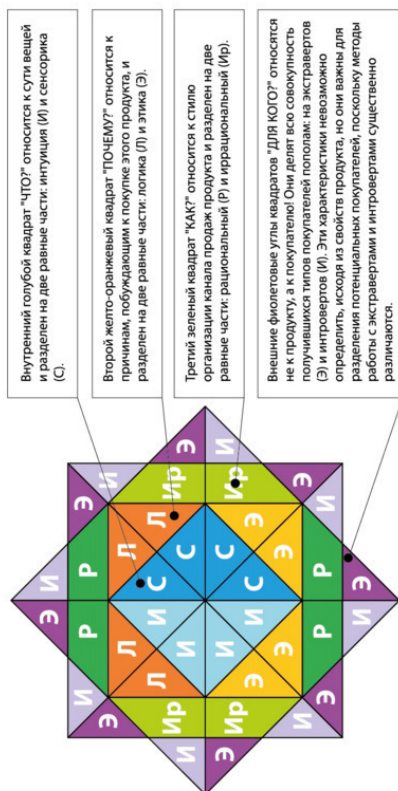 Внутренний голубой квадрат "ЧТО?" относится к сути вещей
и разделен на две равные части: интуиция (И) и сенсорика
(С).
Второй желто-оранжевый квадрат "ПОЧЕМУ?" относится к
причинам, побуждающим к покупке этого продукта, и
разделен на две равные части: логика (Л) и этика (Э).
Третий зеленый квадрат "КАК?" относится к стилю
организации канала продаж продукта и разделен на две
равные части: рациональный (Р) и иррациональный (Ир).
Внешние фиолетовые углы квадратов "ДЛЯ КОГО?" относятся
не к продукту, а к покупателю! Они делят всю совокупность
получившихся типов покупателей пополам: на экстравертов
(Э) и интровертов (И). Эти характеристики невозможно
определить, исходя из свойств продукта, но они важны для
разделения потенциальных покупателей, поскольку методы
работы с экстравертами и интровертами существенно
различаются.
Э И
И Р Р Э
Э Л Л И
Ир Л И С Л Ир
И И С Э
Э И С И
Ир Э И С Э Ир
И Э Э Э
Э Р Р И
И Э